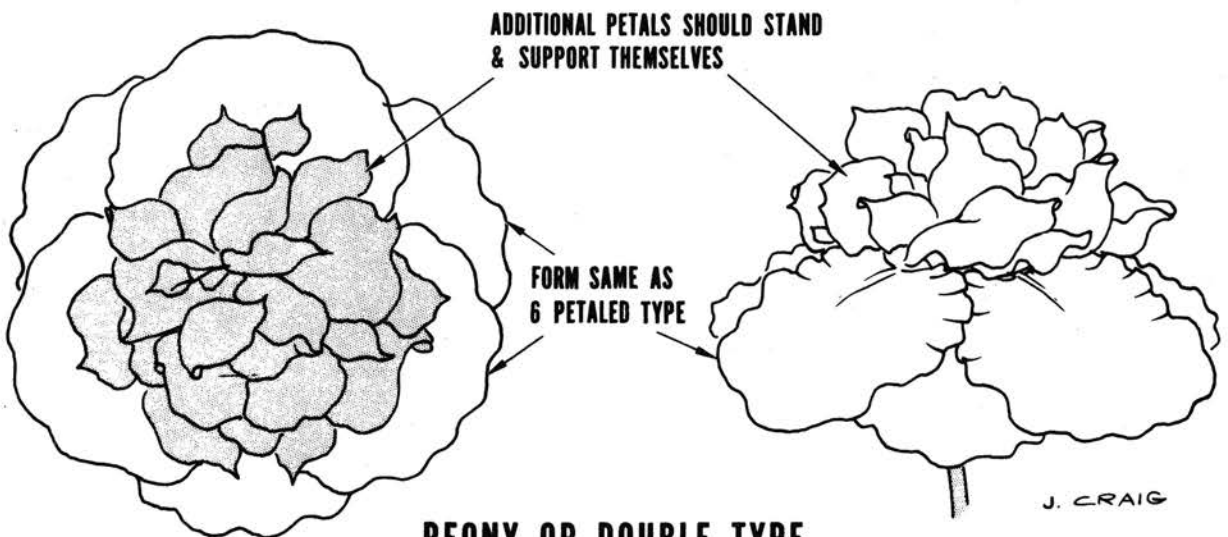 ADDITIONAL PETALS SHOULD STAND
& SUPPORT THEMSELVES
FORM SAME AS
6 PETALED TYPE
J. CRAIG
PEONY OR DOUBLE TYPE